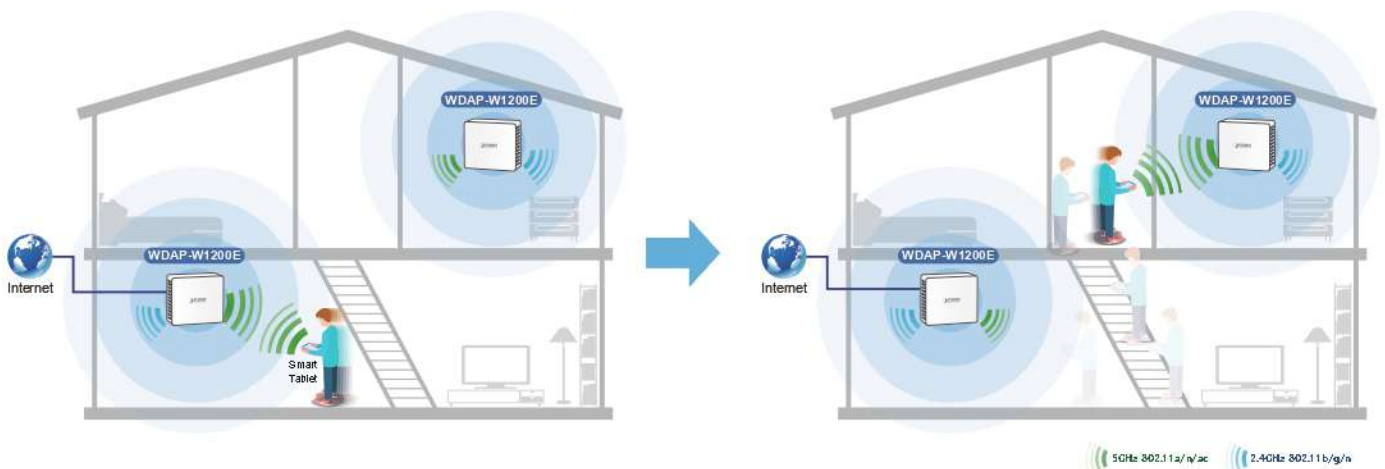 WDAP-W1200E
WDAP-W1200E
Internet
Smart
Tablet
WDAP-W1200E
WDAP-W1200E
Internet
5GHz 802.11a/n/ac
2.4GHz 802.11b/g/n